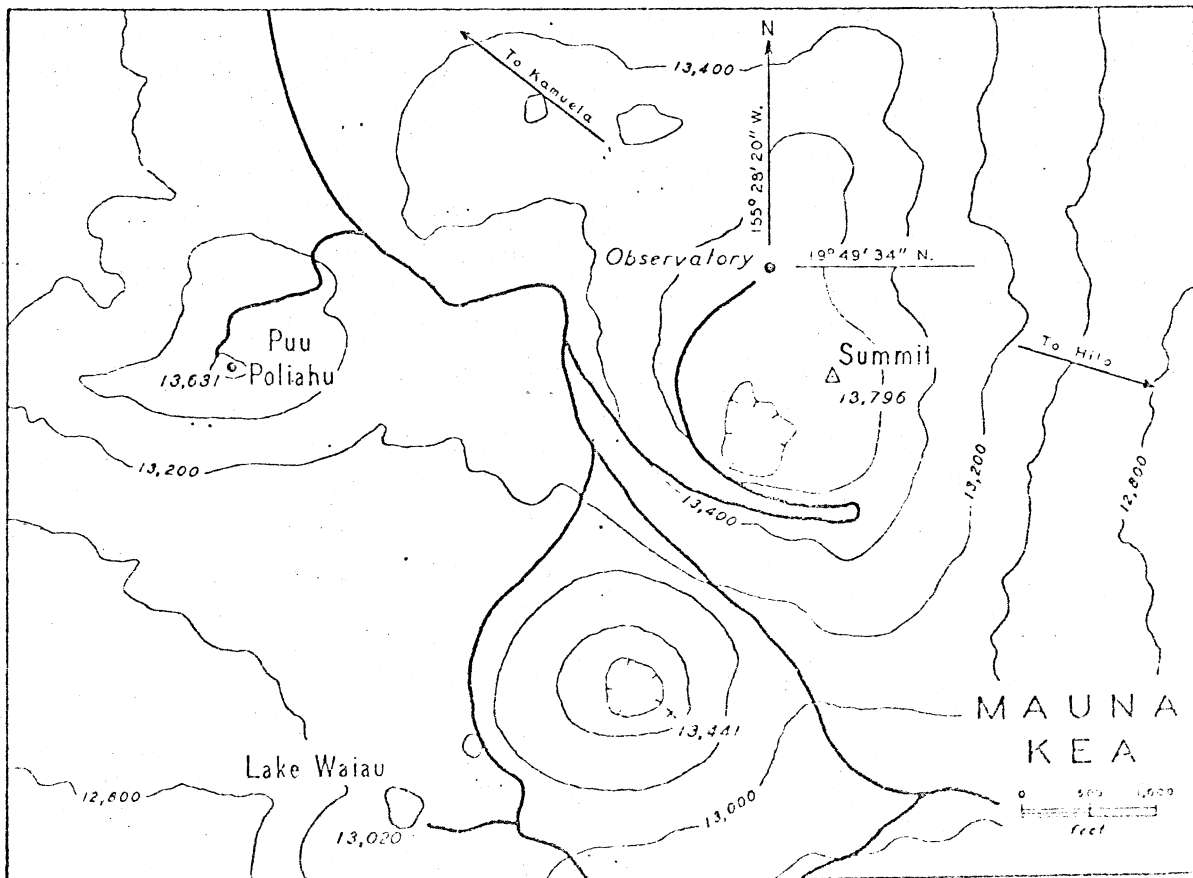 N
To Kamuela
13,400
155° 28' 20" W.
Observatory
19° 49' 34" N.
To Hilo
Puu
Poliahu
13,631
Summit
13,796
13,200
13,200
12,800
13,400
MAUNA
KEA
13,441
Lake Waiau
12,800
13,020
13,000
0 500 1,000
feet